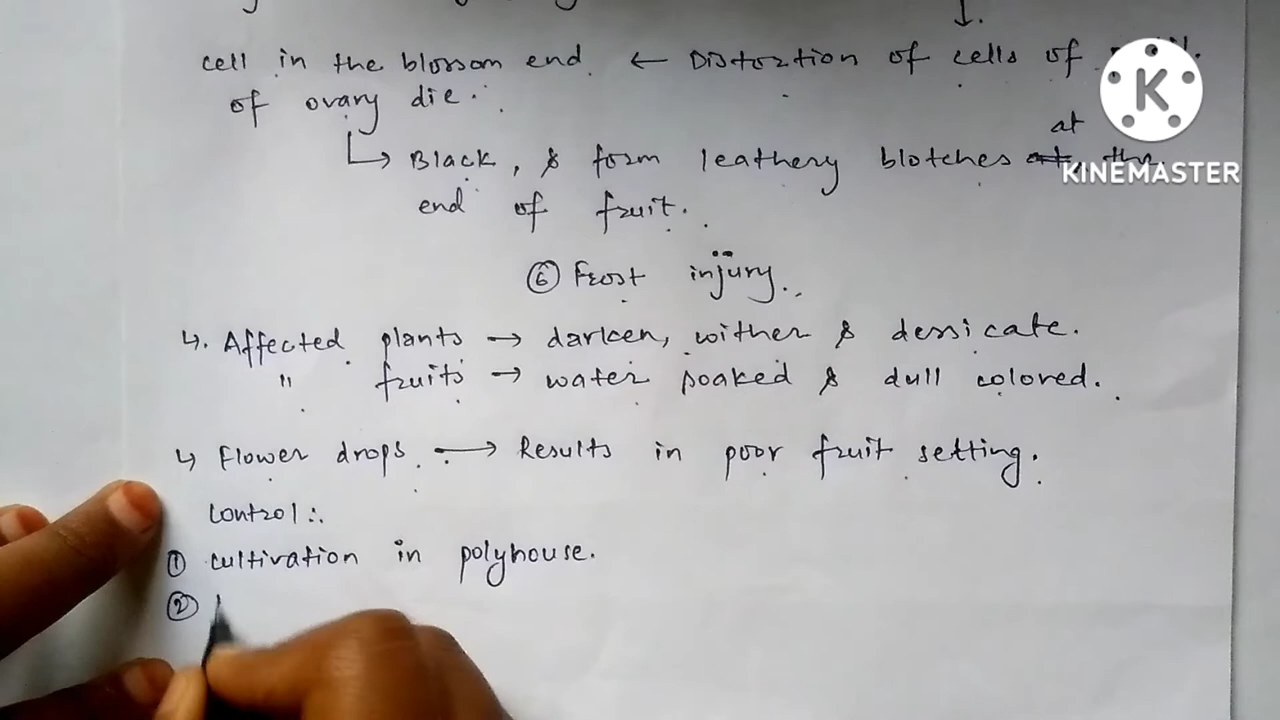 cell in the blossom end. ← Distortion of cells of
of ovary die.
at
↳ Black, & form leathery blotches the
KINEMASTER
end of fruit.
⑥ Frost injury.
↳. Affected plants → darken, wither & dessicate.
" fruits → water soaked & dull colored.
↳ Flower drops. → Results in poor fruit setting.
Control :.
① cultivation in polyhouse.
②